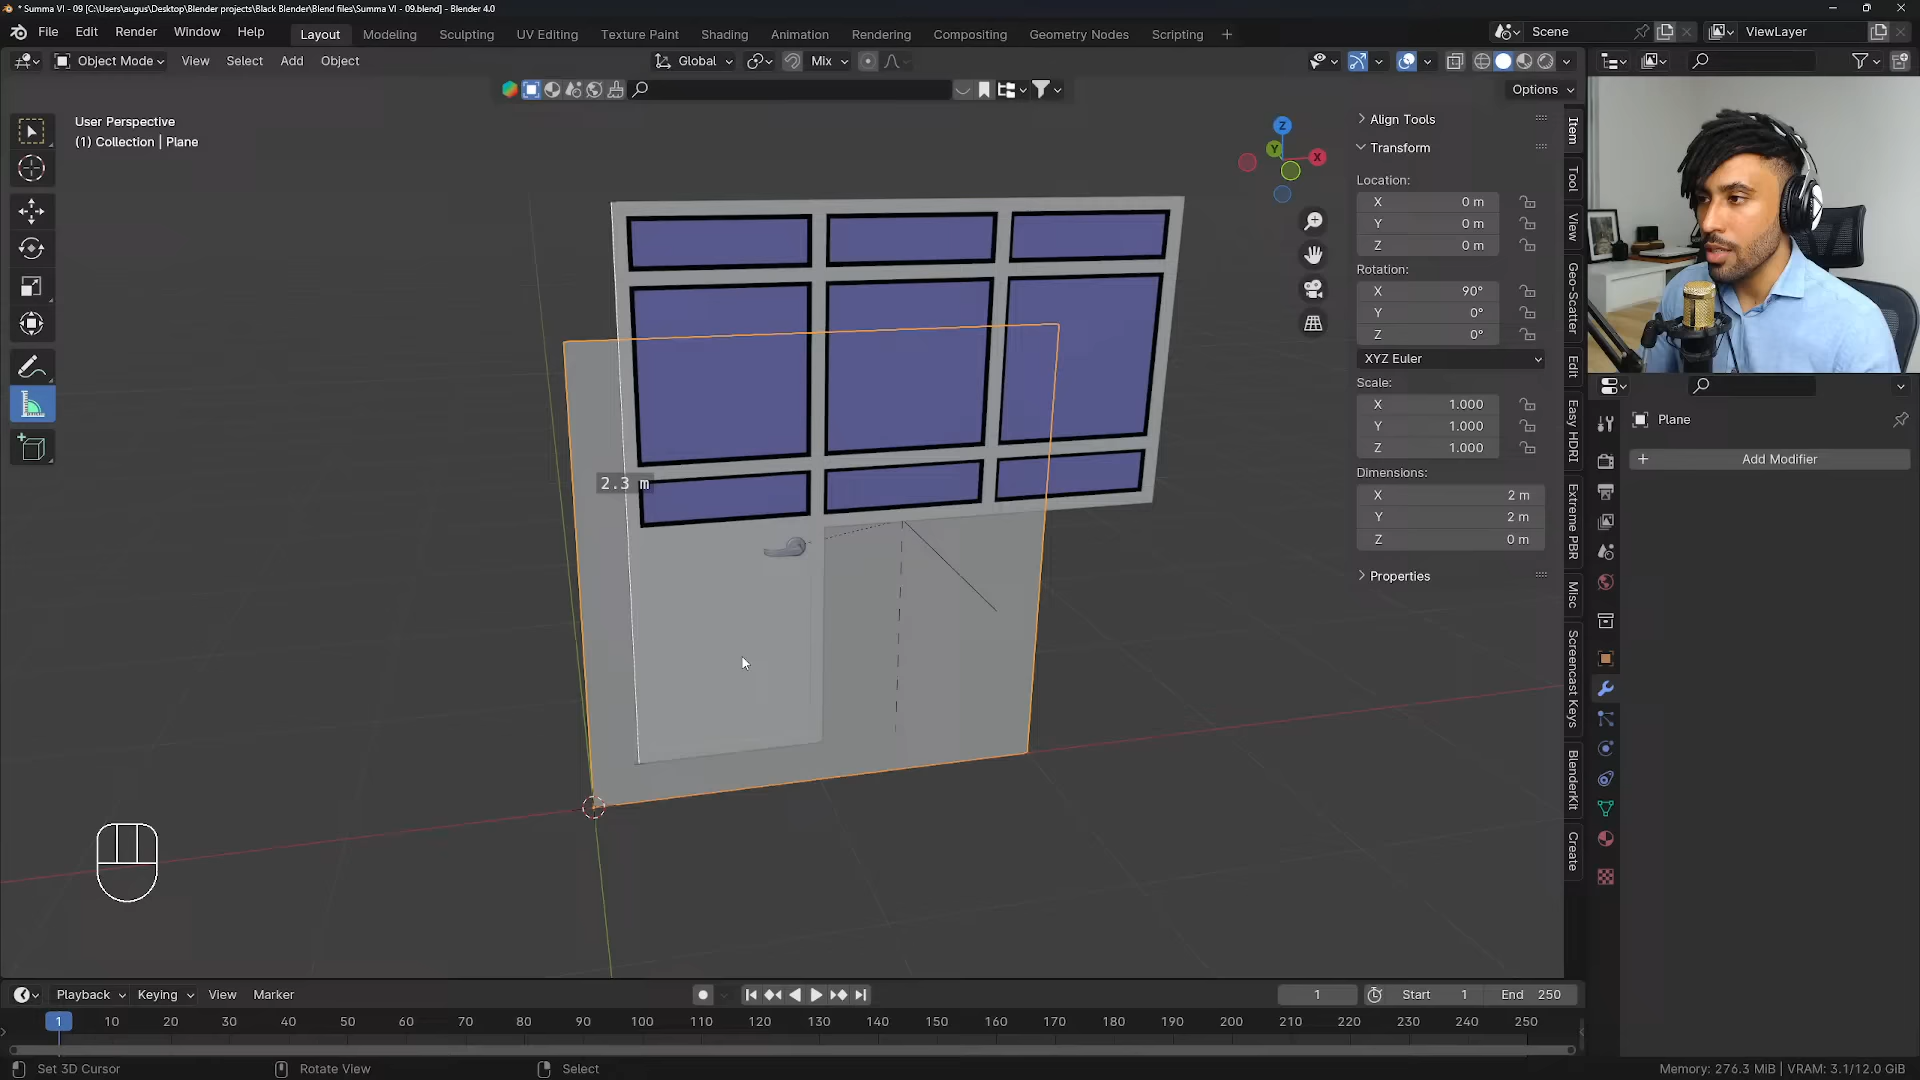 * Summa VI - 09 [C:\Users\augus\Desktop\Blender projects\Black Blender\Blend files\Summa VI - 09.blend] - Blender 4.0
File Edit Render Window Help Layout Modeling Sculpting UV Editing Texture Paint Shading Animation Rendering Compositing Geometry Nodes Scripting + Scene ViewLayer
Object Mode View Select Add Object Global Mix
Options
User Perspective
(1) Collection | Plane
Z
Y
X
Align Tools
Transform
Location:
X 0 m
Y 0 m
Z 0 m
Rotation:
X 90°
Y 0°
Z 0°
XYZ Euler
Scale:
X 1.000
Y 1.000
Z 1.000
Dimensions:
X 2 m
Y 2 m
Z 0 m
Properties
Item
Tool
View
Geo-Scatter
Edit
Easy HDRI
Extreme PBR
Misc
Screencast Keys
BlenderKit
Create
2.3 m
Plane
+ Add Modifier
Playback Keying View Marker 1 Start 1 End 250
1 10 20 30 40 50 60 70 80 90 100 110 120 130 140 150 160 170 180 190 200 210 220 230 240 250
Set 3D Cursor Rotate View Select Memory: 276.3 MiB | VRAM: 3.1/12.0 GiB